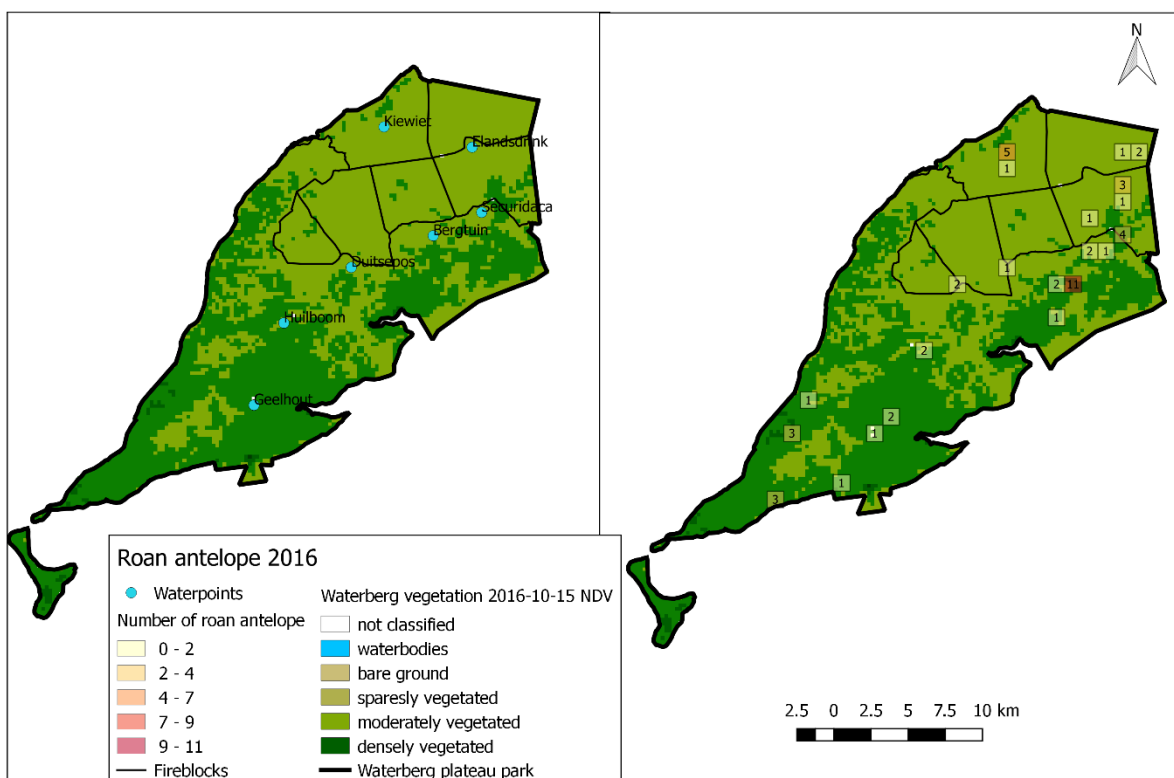 Kiewiet
Elandsdrink
Securidaca
Bergtuin
Duitsepos
Huilboom
Geelhout
Roan antelope 2016
Waterpoints
Number of roan antelope
0 - 2
2 - 4
4 - 7
7 - 9
9 - 11
Fireblocks
Waterberg vegetation 2016-10-15 NDV
not classified
waterbodies
bare ground
sparesly vegetated
moderately vegetated
densely vegetated
Waterberg plateau park
N
5
1 2
1
3
1
1
4
2 1
1
2
2 11
1
2
1
2
3
1
1
3
2.5 0 2.5 5 7.5 10 km